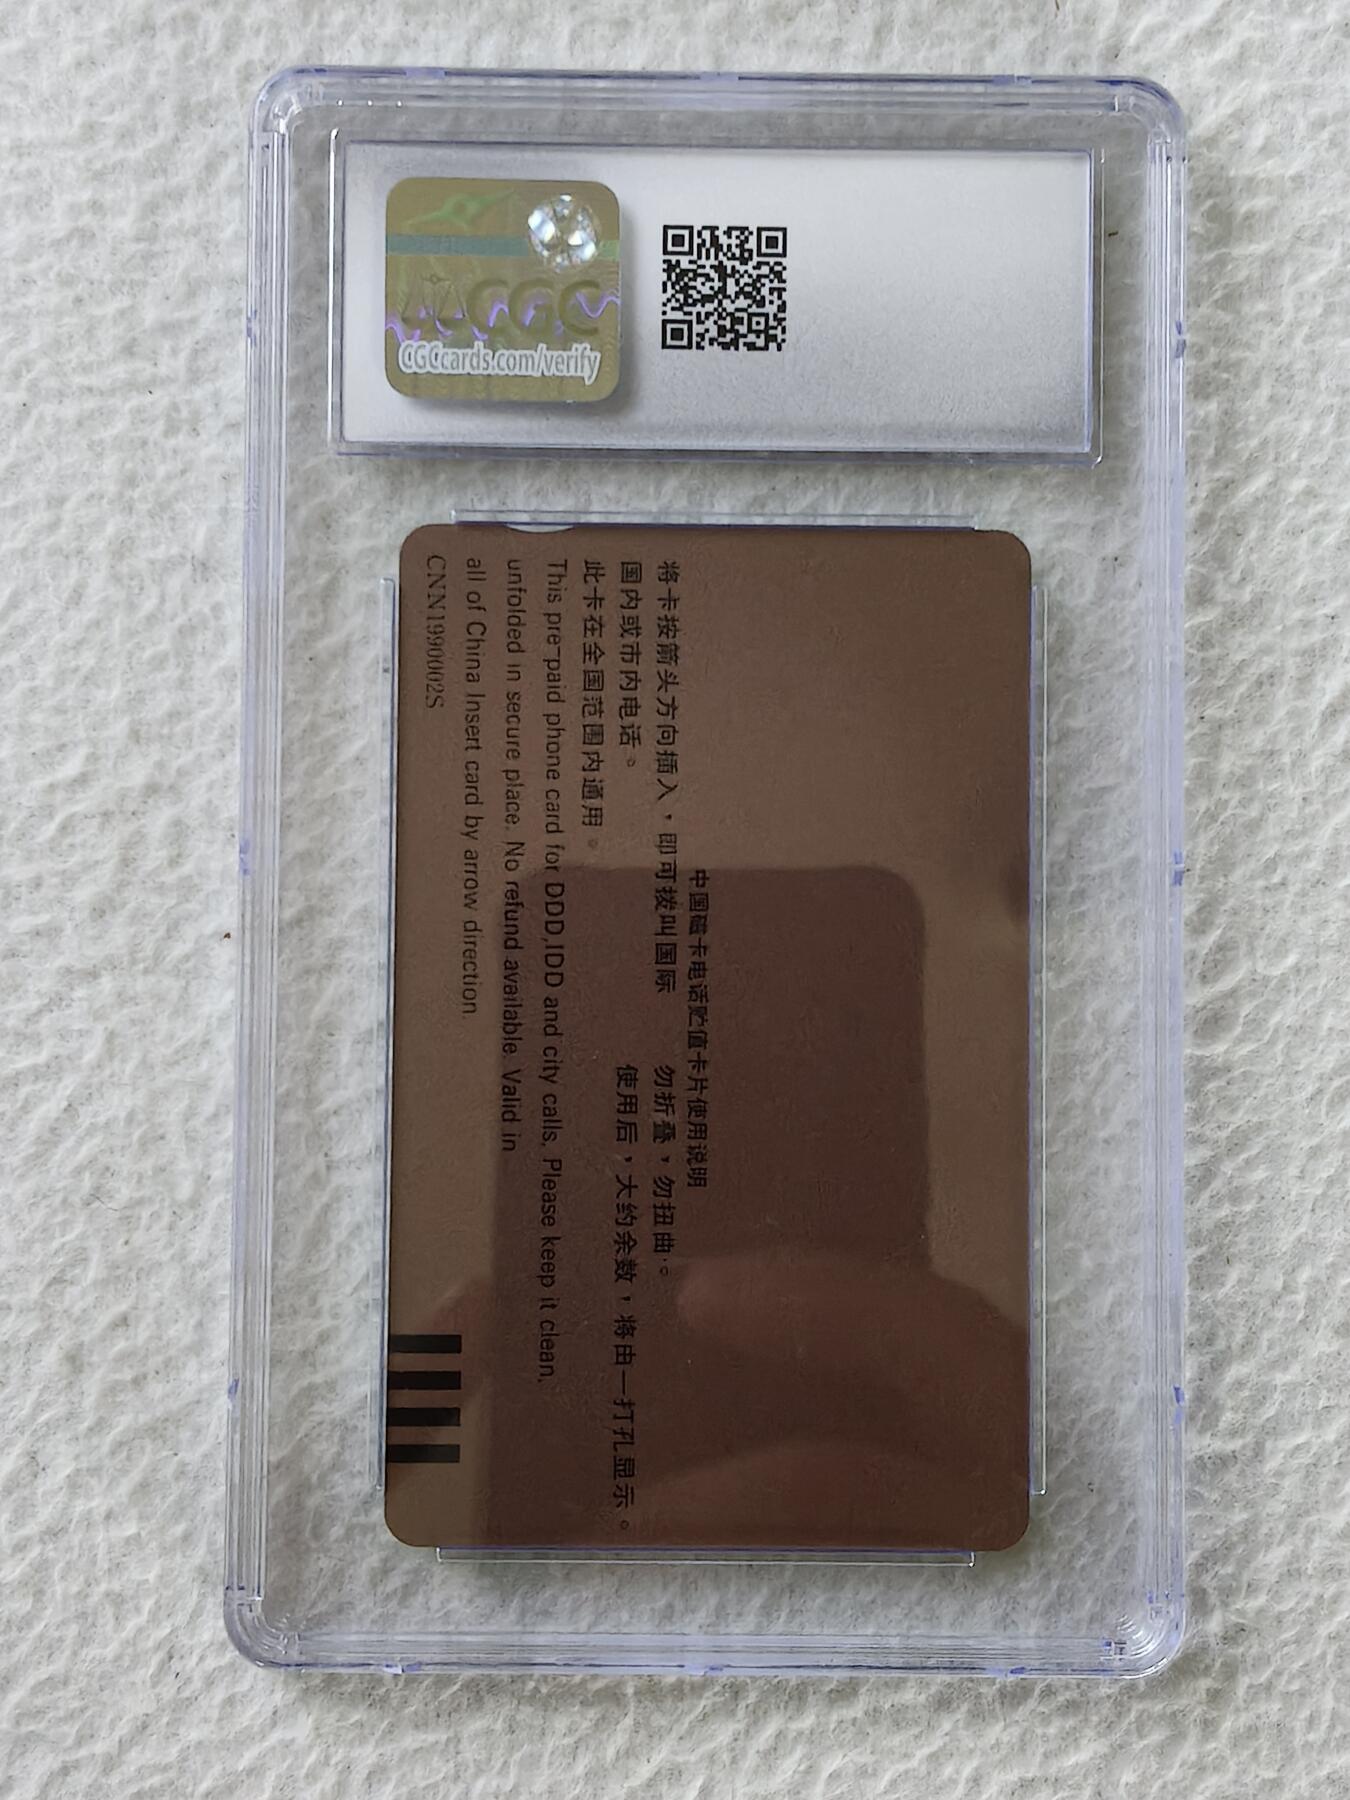 CGC
CGCcards.com/verify
中国磁卡电话贮值卡片使用说明
将卡按箭头方向插入，即可拨叫国际 勿折叠，勿扭曲。
国内或市内电话。 使用后，大约余数，将由一打孔显示。
此卡在全国范围内通用。
This pre-paid phone card for DDD,IDD and city calls. Please keep it clean,
unfolded in secure place. No refund available. Valid in
all of China Insert card by arrow direction.
CNN1990002S